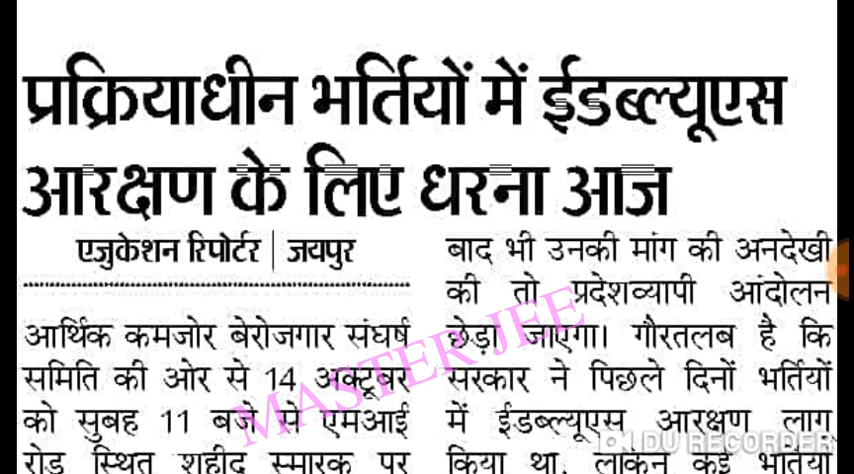 प्रक्रियाधीन भर्तियों में ईडब्ल्यूएस
आरक्षण के लिए धरना आज
एजुकेशन रिपोर्टर | जयपुर
आर्थिक कमजोर बेरोजगार संघर्ष
समिति की ओर से 14 अक्टूबर
को सुबह 11 बजे से एमआई
रोड स्थित शहीद स्मारक पर
बाद भी उनकी मांग की अनदेखी
की तो प्रदेशव्यापी आंदोलन
छेड़ा जाएगा। गौरतलब है कि
सरकार ने पिछले दिनों भर्तियों
में ईडब्ल्यूएस आरक्षण लागू
किया था, लेकिन कई भर्तियां
MASTER JEE
DU RECORDER